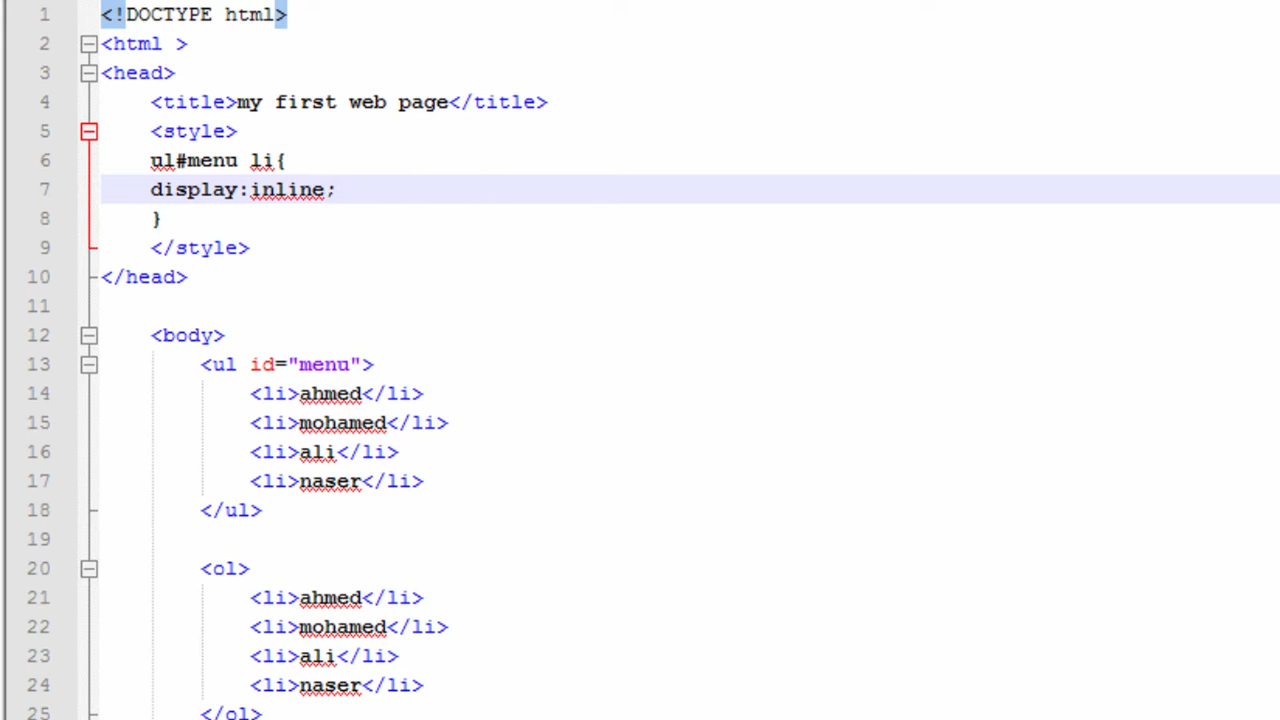 1 <!DOCTYPE html>
2 <html >
3 <head>
4 <title>my first web page</title>
5 <style>
6 ul#menu li{
7 display:inline;
8 }
9 </style>
10 </head>
11
12 <body>
13 <ul id="menu">
14 <li>ahmed</li>
15 <li>mohamed</li>
16 <li>ali</li>
17 <li>naser</li>
18 </ul>
19
20 <ol>
21 <li>ahmed</li>
22 <li>mohamed</li>
23 <li>ali</li>
24 <li>naser</li>
25 </ol>